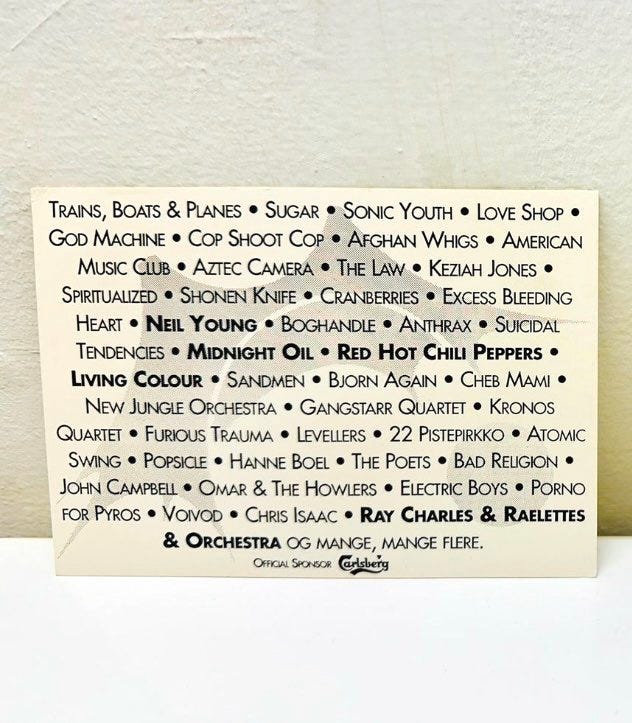 Trains, Boats & Planes • Sugar • Sonic Youth • Love Shop •
God Machine • Cop Shoot Cop • Afghan Whigs • American
Music Club • Aztec Camera • The Law • Keziah Jones •
Spiritualized • Shonen Knife • Cranberries • Excess Bleeding
Heart • Neil Young • Boghandle • Anthrax • Suicidal
Tendencies • Midnight Oil • Red Hot Chili Peppers •
Living Colour • Sandmen • Bjorn Again • Cheb Mami •
New Jungle Orchestra • Gangstarr Quartet • Kronos
Quartet • Furious Trauma • Levellers • 22 Pistepirkko • Atomic
Swing • Popsicle • Hanne Boel • The Poets • Bad Religion •
John Campbell • Omar & The Howlers • Electric Boys • Porno
for Pyros • Voivod • Chris Isaac • Ray Charles & Raelettes
& Orchestra og mange, mange flere.
Official Sponsor Carlsberg